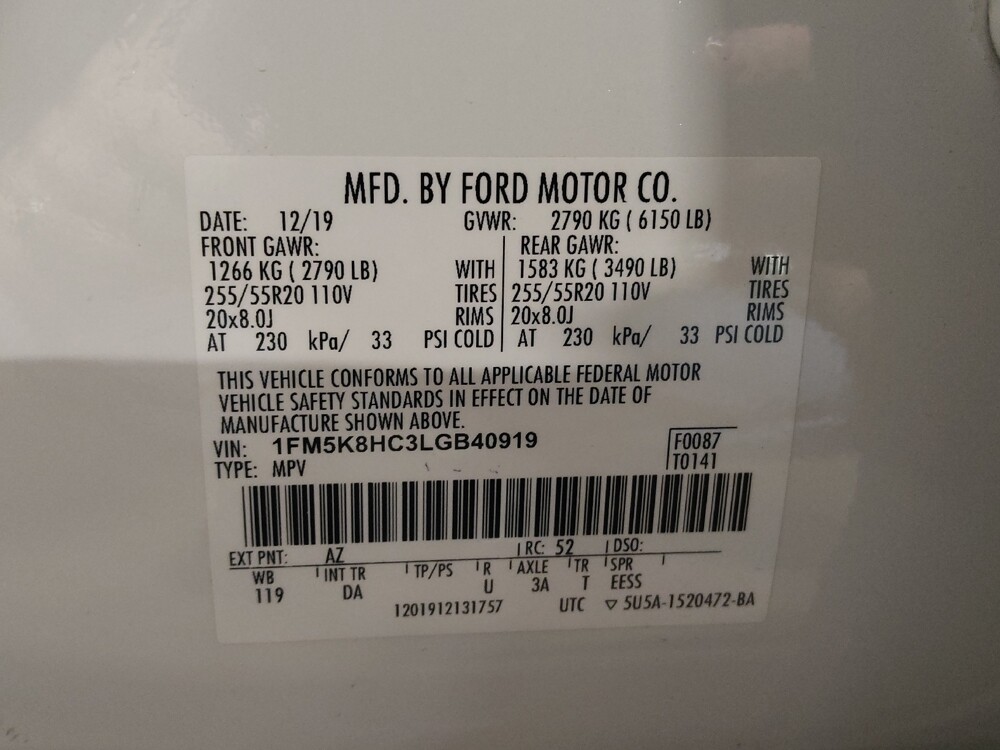 MFD. BY FORD MOTOR CO.
DATE: 12/19 GVWR: 2790 KG ( 6150 LB)
FRONT GAWR: REAR GAWR:
1266 KG ( 2790 LB) WITH 1583 KG ( 3490 LB) WITH
255/55R20 110V TIRES 255/55R20 110V TIRES
20x8.0J RIMS 20x8.0J RIMS
AT 230 kPa/ 33 PSI COLD AT 230 kPa/ 33 PSI COLD
THIS VEHICLE CONFORMS TO ALL APPLICABLE FEDERAL MOTOR
VEHICLE SAFETY STANDARDS IN EFFECT ON THE DATE OF
MANUFACTURE SHOWN ABOVE.
VIN: 1FM5K8HC3LGB40919 F0087
TYPE: MPV T0141
EXT PNT: AZ RC: 52 DSO:
WB INT TR TP/PS R AXLE TR SPR
119 DA U 3A T EESS
1201912131757 UTC ▽ 5U5A-1520472-BA